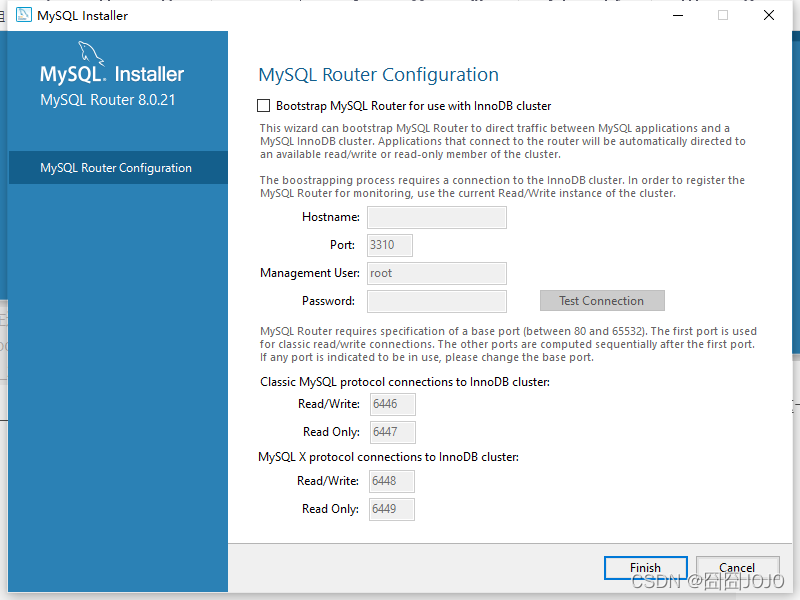 MySQL Installer
MySQL. Installer
MySQL Router 8.0.21
MySQL Router Configuration
MySQL Router Configuration
Bootstrap MySQL Router for use with InnoDB cluster
This wizard can bootstrap MySQL Router to direct traffic between MySQL applications and a
MySQL InnoDB cluster. Applications that connect to the router will be automatically directed to
an available read/write or read-only member of the cluster.
The boostrapping process requires a connection to the InnoDB cluster. In order to register the
MySQL Router for monitoring, use the current Read/Write instance of the cluster.
Hostname:
Port: 3310
Management User: root
Password: Test Connection
MySQL Router requires specification of a base port (between 80 and 65532). The first port is used
for classic read/write connections. The other ports are computed sequentially after the first port.
If any port is indicated to be in use, please change the base port.
Classic MySQL protocol connections to InnoDB cluster:
Read/Write: 6446
Read Only: 6447
MySQL X protocol connections to InnoDB cluster:
Read/Write: 6448
Read Only: 6449
Finish Cancel
CSDN @囧囧JOJO